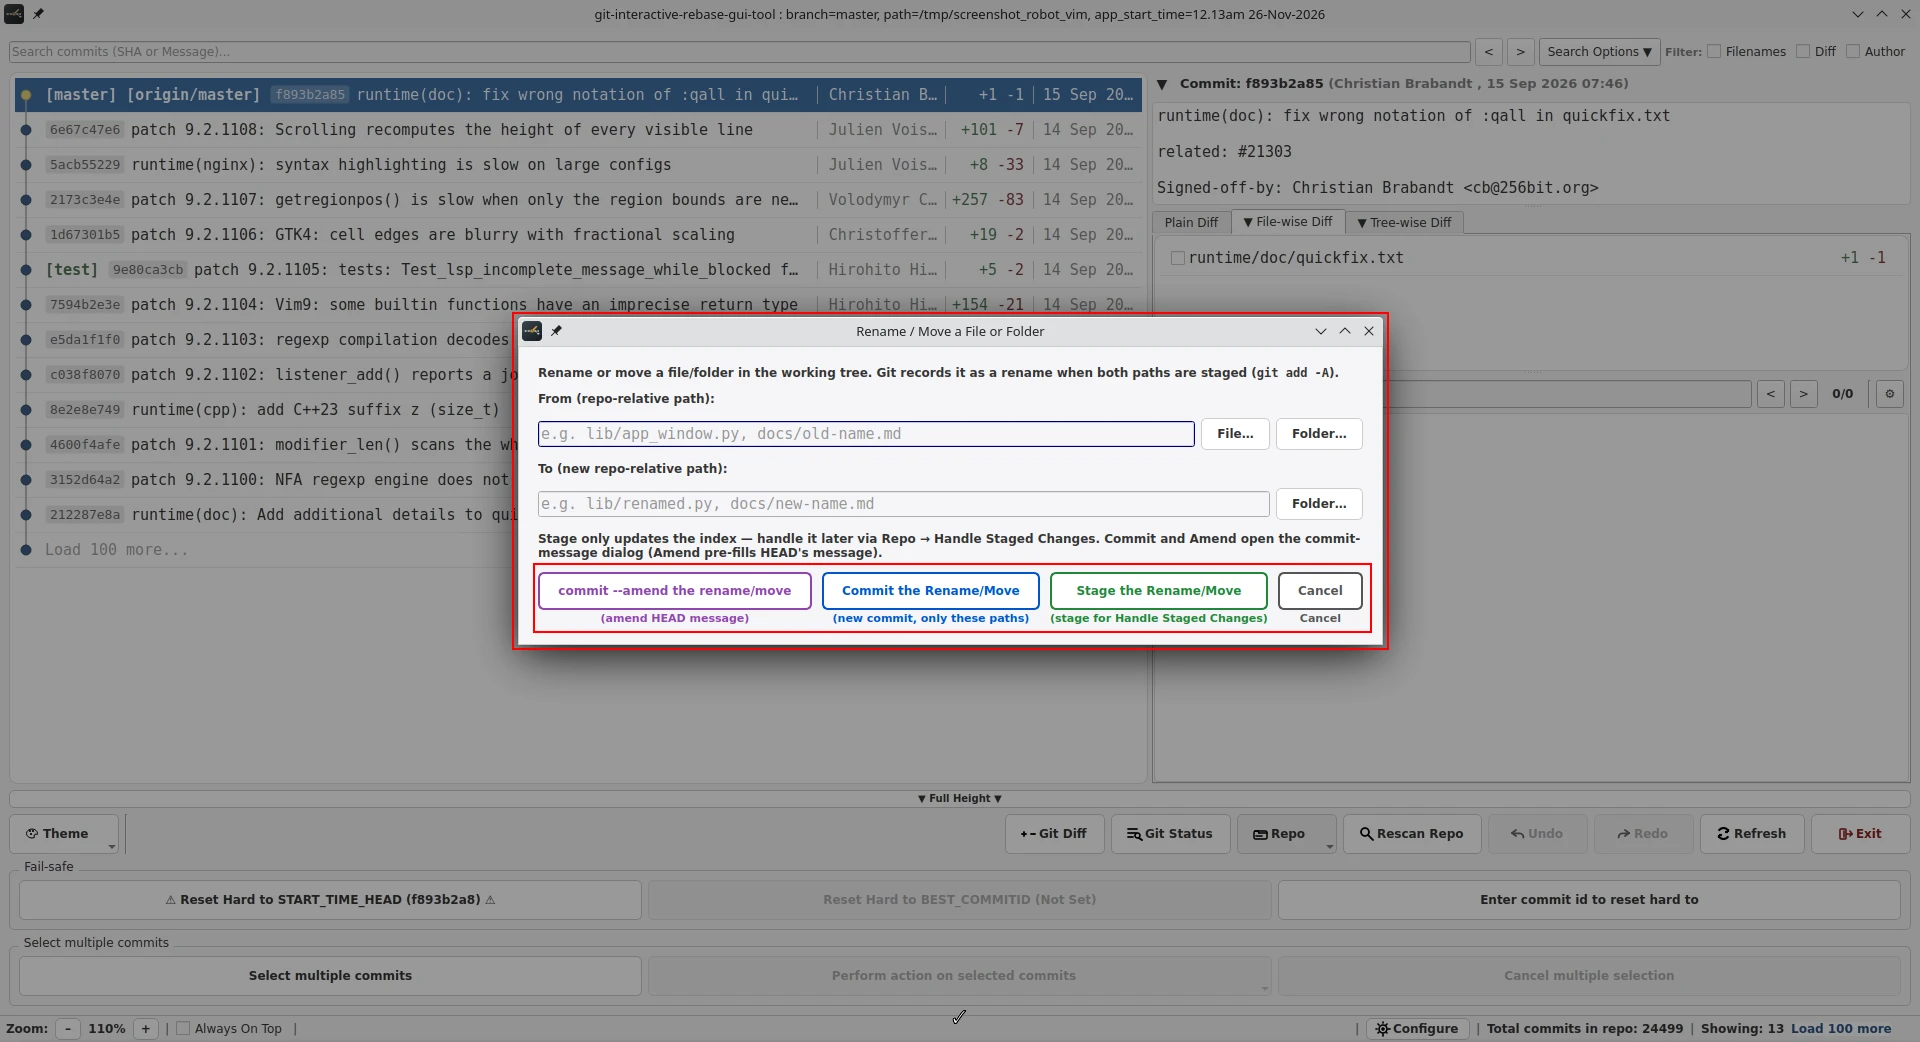 git-interactive-rebase-gui-tool : branch=master, path=/tmp/screenshot_robot_vim, app_start_time=12.13am 26-Nov-2026
Search commits (SHA or Message)...
< > Search Options ▼ Filter: Filenames Diff Author
[master] [origin/master] f893b2a85 runtime(doc): fix wrong notation of :qall in qui… Christian B… +1 -1 15 Sep 20…
6e67c47e6 patch 9.2.1108: Scrolling recomputes the height of every visible line Julien Vois… +101 -7 14 Sep 20…
5acb55229 runtime(nginx): syntax highlighting is slow on large configs Julien Vois… +8 -33 14 Sep 20…
2173c3e4e patch 9.2.1107: getregionpos() is slow when only the region bounds are ne… Volodymyr C… +257 -83 14 Sep 20…
1d67301b5 patch 9.2.1106: GTK4: cell edges are blurry with fractional scaling Christoffer… +19 -2 14 Sep 20…
[test] 9e80ca3cb patch 9.2.1105: tests: Test_lsp_incomplete_message_while_blocked f… Hirohito Hi… +5 -2 14 Sep 20…
7594b2e3e patch 9.2.1104: Vim9: some builtin functions have an imprecise return type Hirohito Hi… +154 -21 14 Sep 20…
e5da1f1f0 patch 9.2.1103: regexp compilation decodes
c038f8070 patch 9.2.1102: listener_add() reports a jo
8e2e8e749 runtime(cpp): add C++23 suffix z (size_t)
4600f4afe patch 9.2.1101: modifier_len() scans the wh
3152d64a2 patch 9.2.1100: NFA regexp engine does not
212287e8a runtime(doc): Add additional details to qui
Load 100 more...
▼ Commit: f893b2a85 (Christian Brabandt , 15 Sep 2026 07:46)
runtime(doc): fix wrong notation of :qall in quickfix.txt
related: #21303
Signed-off-by: Christian Brabandt <cb@256bit.org>
Plain Diff ▼ File-wise Diff ▼ Tree-wise Diff
runtime/doc/quickfix.txt +1 -1
< > 0/0
Rename / Move a File or Folder
Rename or move a file/folder in the working tree. Git records it as a rename when both paths are staged (git add -A).
From (repo-relative path):
e.g. lib/app_window.py, docs/old-name.md File... Folder...
To (new repo-relative path):
e.g. lib/renamed.py, docs/new-name.md Folder...
Stage only updates the index — handle it later via Repo → Handle Staged Changes. Commit and Amend open the commit-
message dialog (Amend pre-fills HEAD's message).
commit --amend the rename/move Commit the Rename/Move Stage the Rename/Move Cancel
(amend HEAD message) (new commit, only these paths) (stage for Handle Staged Changes) Cancel
▼ Full Height ▼
Theme Git Diff Git Status Repo Rescan Repo Undo Redo Refresh Exit
Fail-safe
⚠ Reset Hard to START_TIME_HEAD (f893b2a8) ⚠ Reset Hard to BEST_COMMITID (Not Set) Enter commit id to reset hard to
Select multiple commits
Select multiple commits Perform action on selected commits Cancel multiple selection
Zoom: - 110% + | Always On Top | | Configure | Total commits in repo: 24499 | Showing: 13 Load 100 more